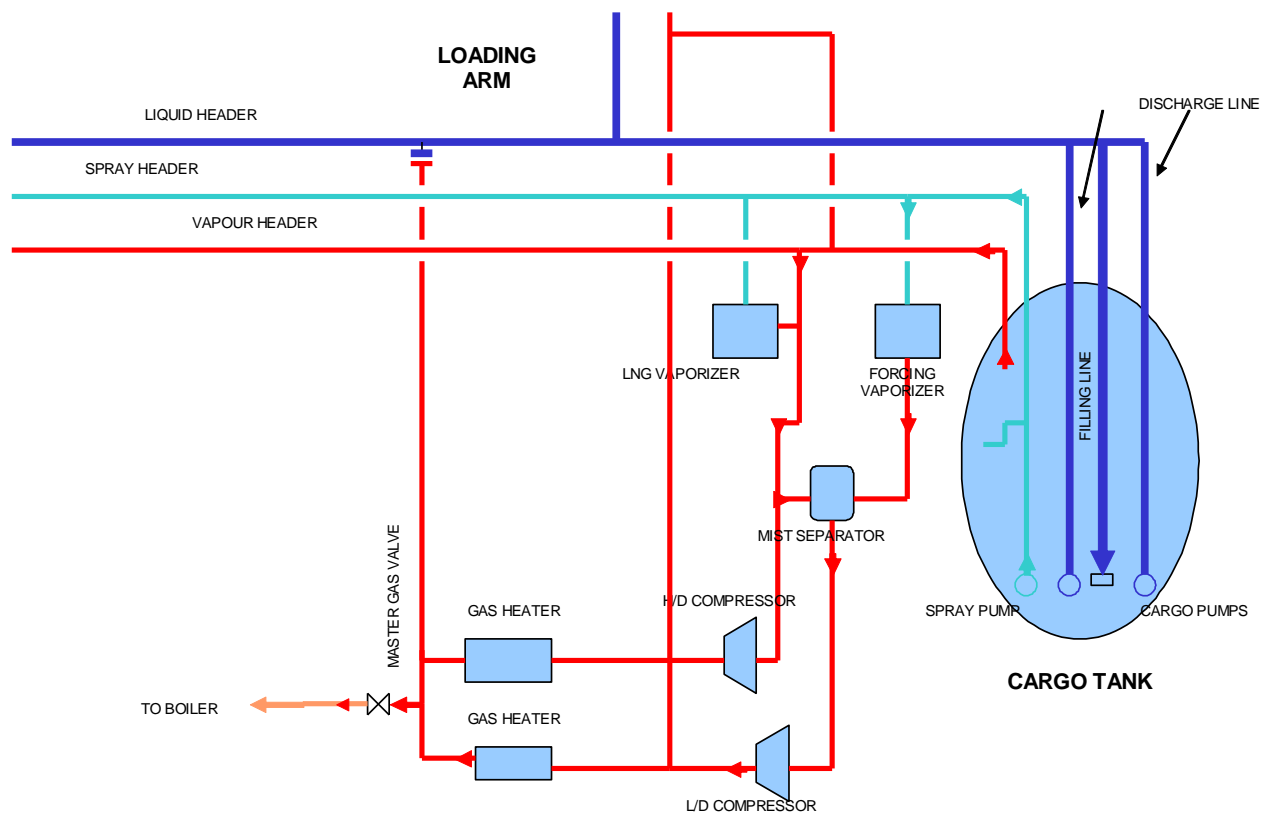 LOADING
ARM
DISCHARGE LINE
LIQUID HEADER
SPRAY HEADER
VAPOUR HEADER
LNG VAPORIZER
FORCING
VAPORIZER
FILLING LINE
MIST SEPARATOR
MASTER GAS VALVE
GAS HEATER
H/D COMPRESSOR
SPRAY PUMP
CARGO PUMPS
CARGO TANK
TO BOILER
GAS HEATER
L/D COMPRESSOR